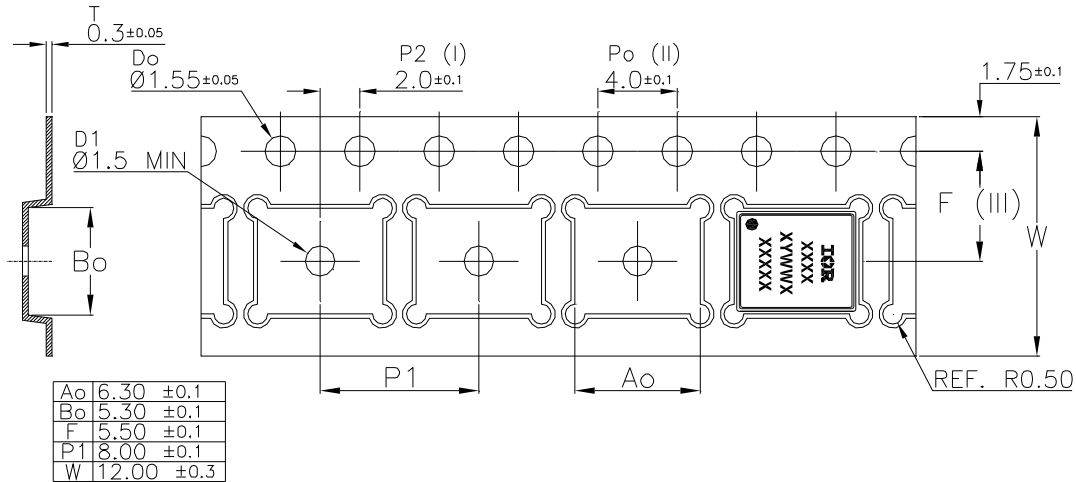 T
0.3±0.05
Do
Ø1.55±0.05
P2 (I)
2.0±0.1
Po (II)
4.0±0.1
1.75±0.1
D1
Ø1.5 MIN
F (III)
W
Bo
IOR
XXXX
XYWWX
XXXXX
P1
Ao
REF. R0.50
Ao 6.30 ±0.1
Bo 5.30 ±0.1
F 5.50 ±0.1
P1 8.00 ±0.1
W 12.00 ±0.3